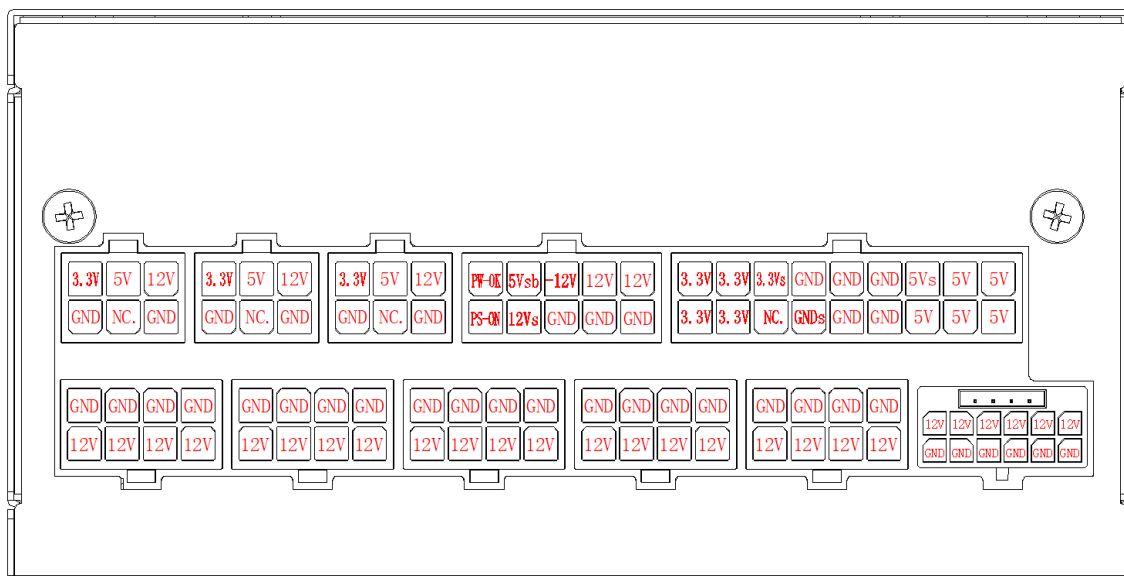 3.3V 5V 12V 3.3V 5V 12V 3.3V 5V 12V PW-OK 5Vsb -12V 12V 12V 3.3V 3.3V 3.3Vs GND GND GND 5Vs 5V 5V
GND NC. GND GND NC. GND GND NC. GND PS-ON 12Vs GND GND GND 3.3V 3.3V NC. GNDs GND GND 5V 5V 5V
GND GND GND GND GND GND GND GND GND GND GND GND GND GND GND GND GND GND GND GND
12V 12V 12V 12V 12V 12V 12V 12V 12V 12V 12V 12V 12V 12V 12V 12V 12V 12V 12V 12V
12V 12V 12V 12V 12V 12V
GND GND GND GND GND GND